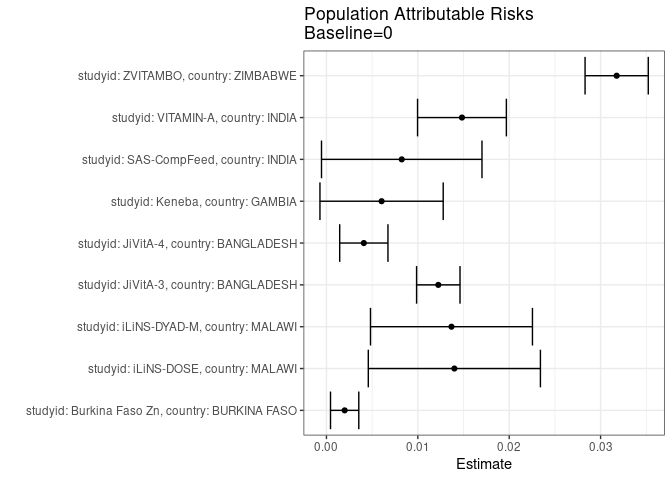 Population Attributable Risks
Baseline=0
studyid: ZVITAMBO, country: ZIMBABWE
studyid: VITAMIN-A, country: INDIA
studyid: SAS-CompFeed, country: INDIA
studyid: Keneba, country: GAMBIA
studyid: JiVitA-4, country: BANGLADESH
studyid: JiVitA-3, country: BANGLADESH
studyid: iLiNS-DYAD-M, country: MALAWI
studyid: iLiNS-DOSE, country: MALAWI
studyid: Burkina Faso Zn, country: BURKINA FASO
0.00 0.01 0.02 0.03
Estimate